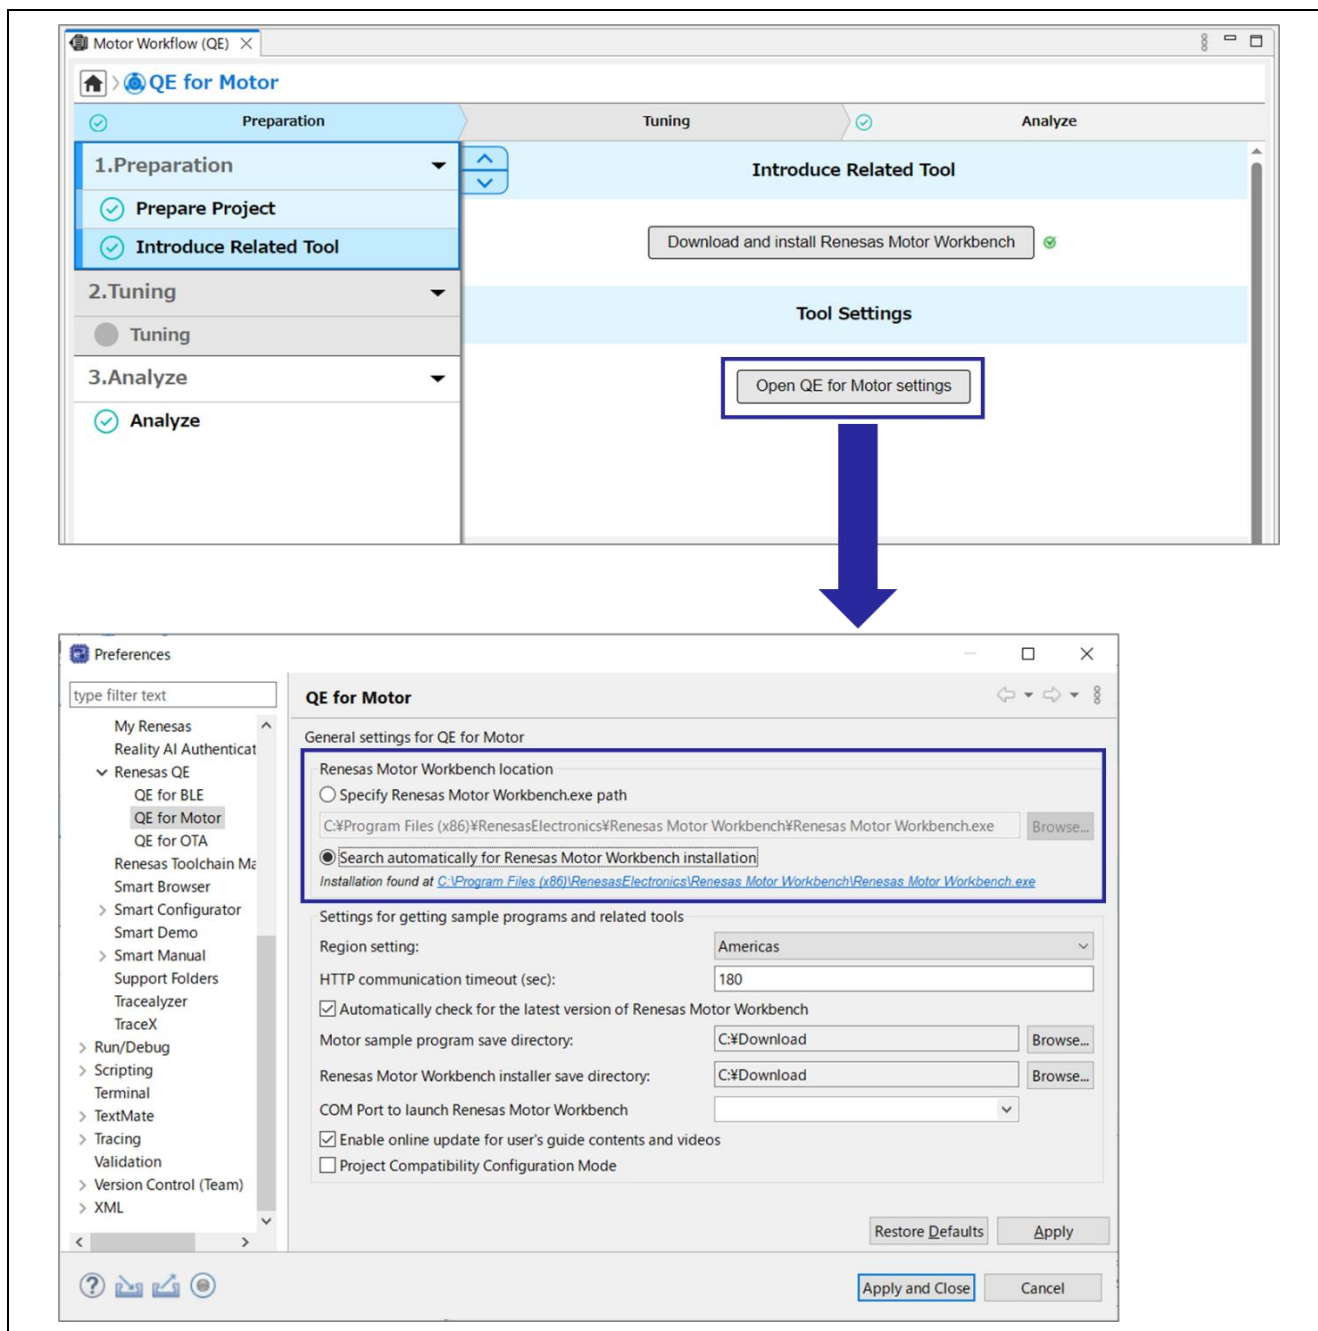 Motor Workflow (QE)
QE for Motor
Preparation
Tuning
Analyze
1.Preparation
Prepare Project
Introduce Related Tool
2.Tuning
Tuning
3.Analyze
Analyze
Introduce Related Tool
Download and install Renesas Motor Workbench
Tool Settings
Open QE for Motor settings
Preferences
type filter text
My Renesas
Reality AI Authenticat
Renesas QE
QE for BLE
QE for Motor
QE for OTA
Renesas Toolchain Ma
Smart Browser
Smart Configurator
Smart Demo
Smart Manual
Support Folders
Tracealyzer
TraceX
Run/Debug
Scripting
Terminal
TextMate
Tracing
Validation
Version Control (Team)
XML
QE for Motor
General settings for QE for Motor
Renesas Motor Workbench location
Specify Renesas Motor Workbench.exe path
C:¥Program Files (x86)¥RenesasElectronics¥Renesas Motor Workbench¥Renesas Motor Workbench.exe Browse...
Search automatically for Renesas Motor Workbench installation
Installation found at C:\Program Files (x86)\RenesasElectronics\Renesas Motor Workbench\Renesas Motor Workbench.exe
Settings for getting sample programs and related tools
Region setting: Americas
HTTP communication timeout (sec): 180
Automatically check for the latest version of Renesas Motor Workbench
Motor sample program save directory: C:¥Download Browse...
Renesas Motor Workbench installer save directory: C:¥Download Browse...
COM Port to launch Renesas Motor Workbench
Enable online update for user's guide contents and videos
Project Compatibility Configuration Mode
Restore Defaults Apply
Apply and Close Cancel